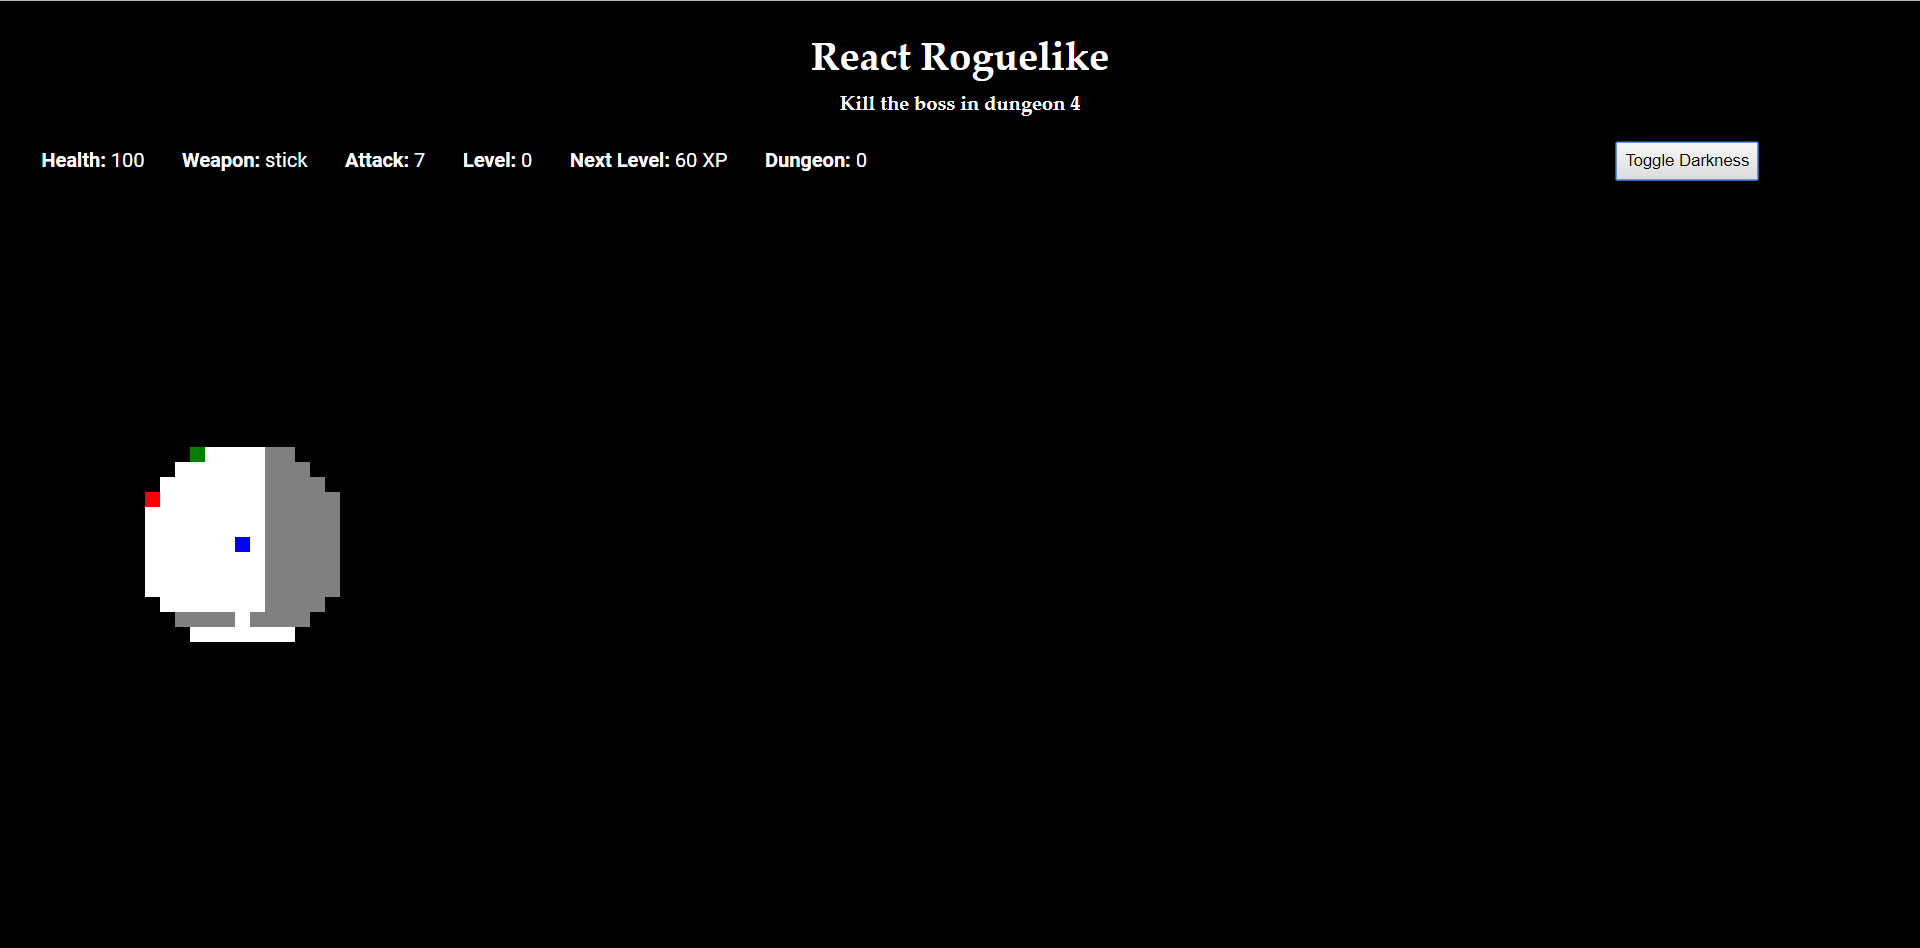 React Roguelike
Kill the boss in dungeon 4
Health: 100 Weapon: stick Attack: 7 Level: 0 Next Level: 60 XP Dungeon: 0 Toggle Darkness